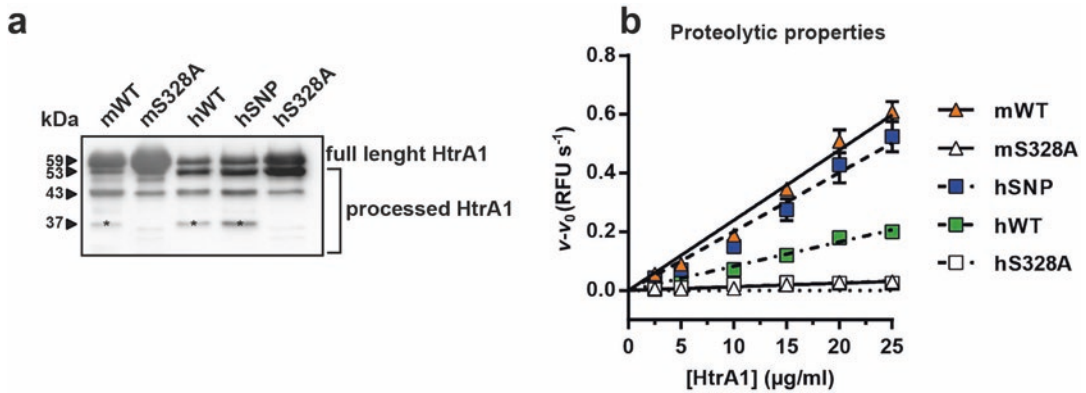 a
mWT mS328A hWT hSNP hS328A
kDa
59 full lenght HtrA1
53
43 processed HtrA1
37 * * *
b
Proteolytic properties
v-v0 (RFU s-1)
0.8
0.6
0.4
0.2
0.0
0 5 10 15 20 25
[HtrA1] (µg/ml)
mWT
mS328A
hSNP
hWT
hS328A